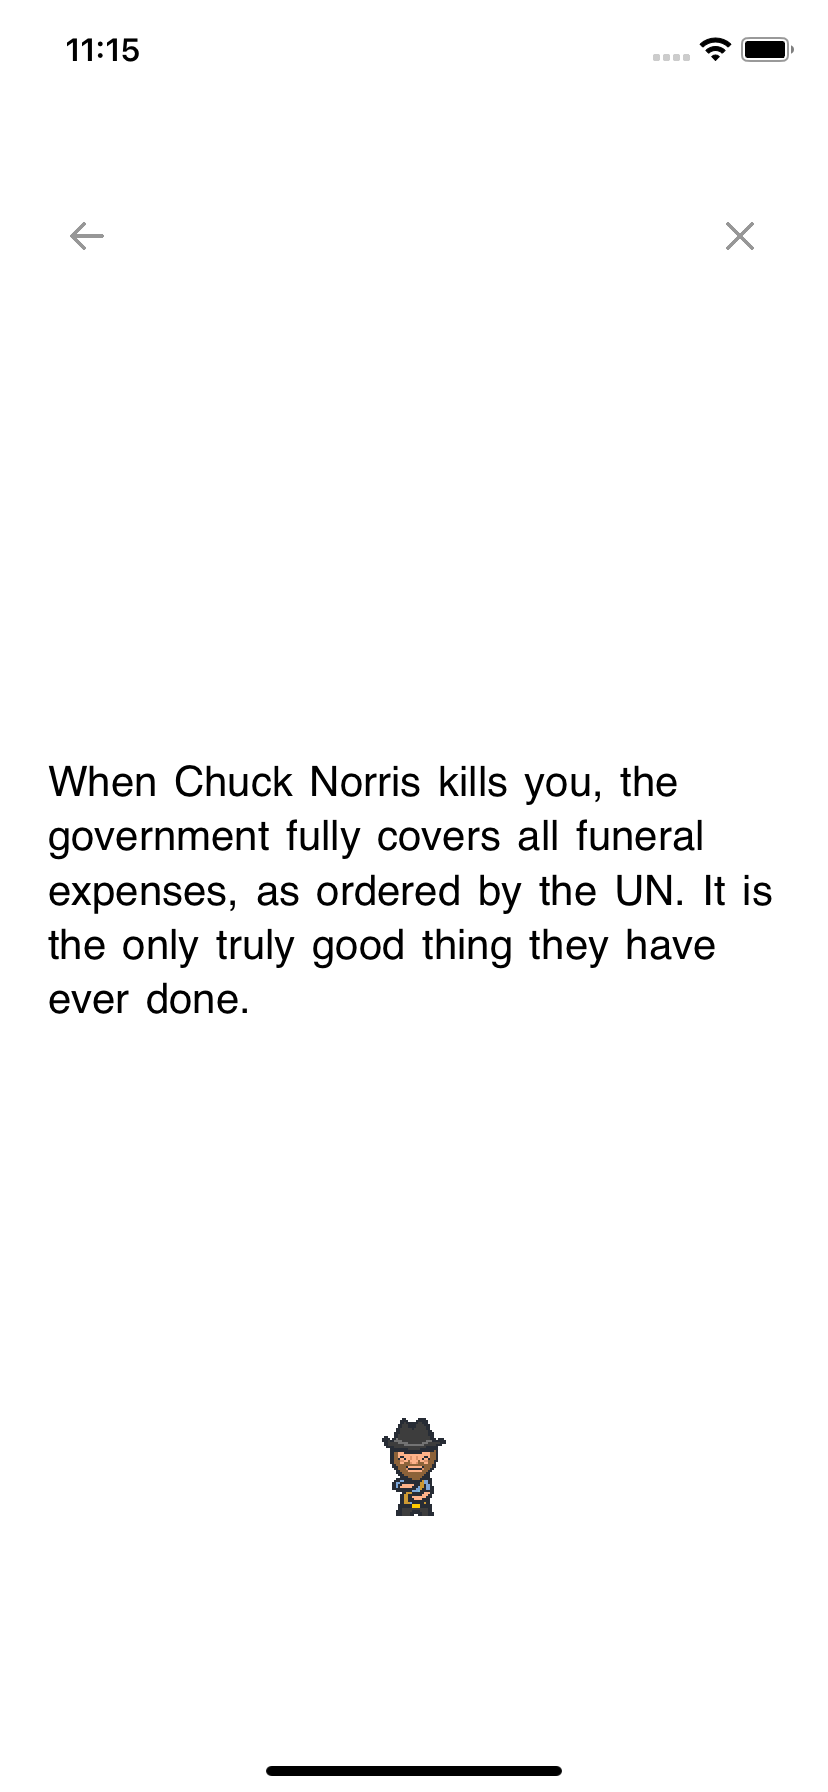 11:15
When Chuck Norris kills you, the
government fully covers all funeral
expenses, as ordered by the UN. It is
the only truly good thing they have
ever done.